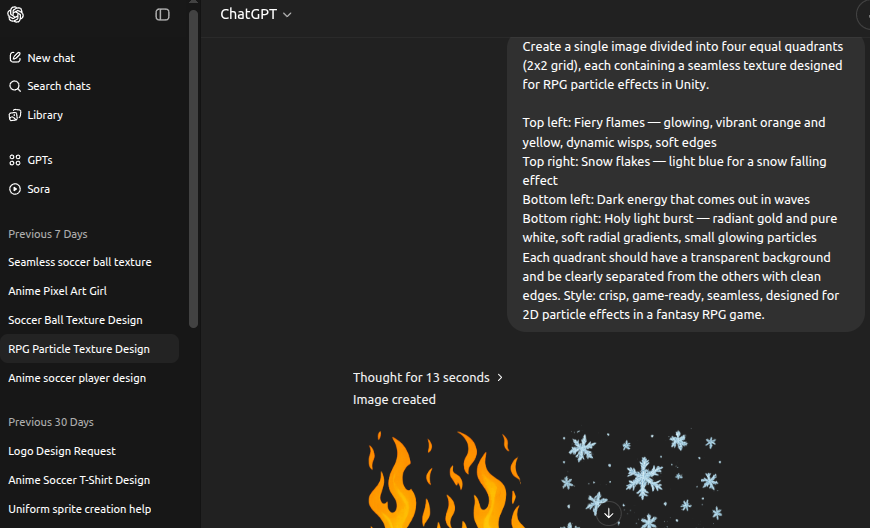 ChatGPT
New chat
Search chats
Library
GPTs
Sora
Previous 7 Days
Seamless soccer ball texture
Anime Pixel Art Girl
Soccer Ball Texture Design
RPG Particle Texture Design
Anime soccer player design
Previous 30 Days
Logo Design Request
Anime Soccer T-Shirt Design
Uniform sprite creation help
Create a single image divided into four equal quadrants
(2x2 grid), each containing a seamless texture designed
for RPG particle effects in Unity.
Top left: Fiery flames — glowing, vibrant orange and
yellow, dynamic wisps, soft edges
Top right: Snow flakes — light blue for a snow falling
effect
Bottom left: Dark energy that comes out in waves
Bottom right: Holy light burst — radiant gold and pure
white, soft radial gradients, small glowing particles
Each quadrant should have a transparent background
and be clearly separated from the others with clean
edges. Style: crisp, game-ready, seamless, designed for
2D particle effects in a fantasy RPG game.
Thought for 13 seconds
Image created